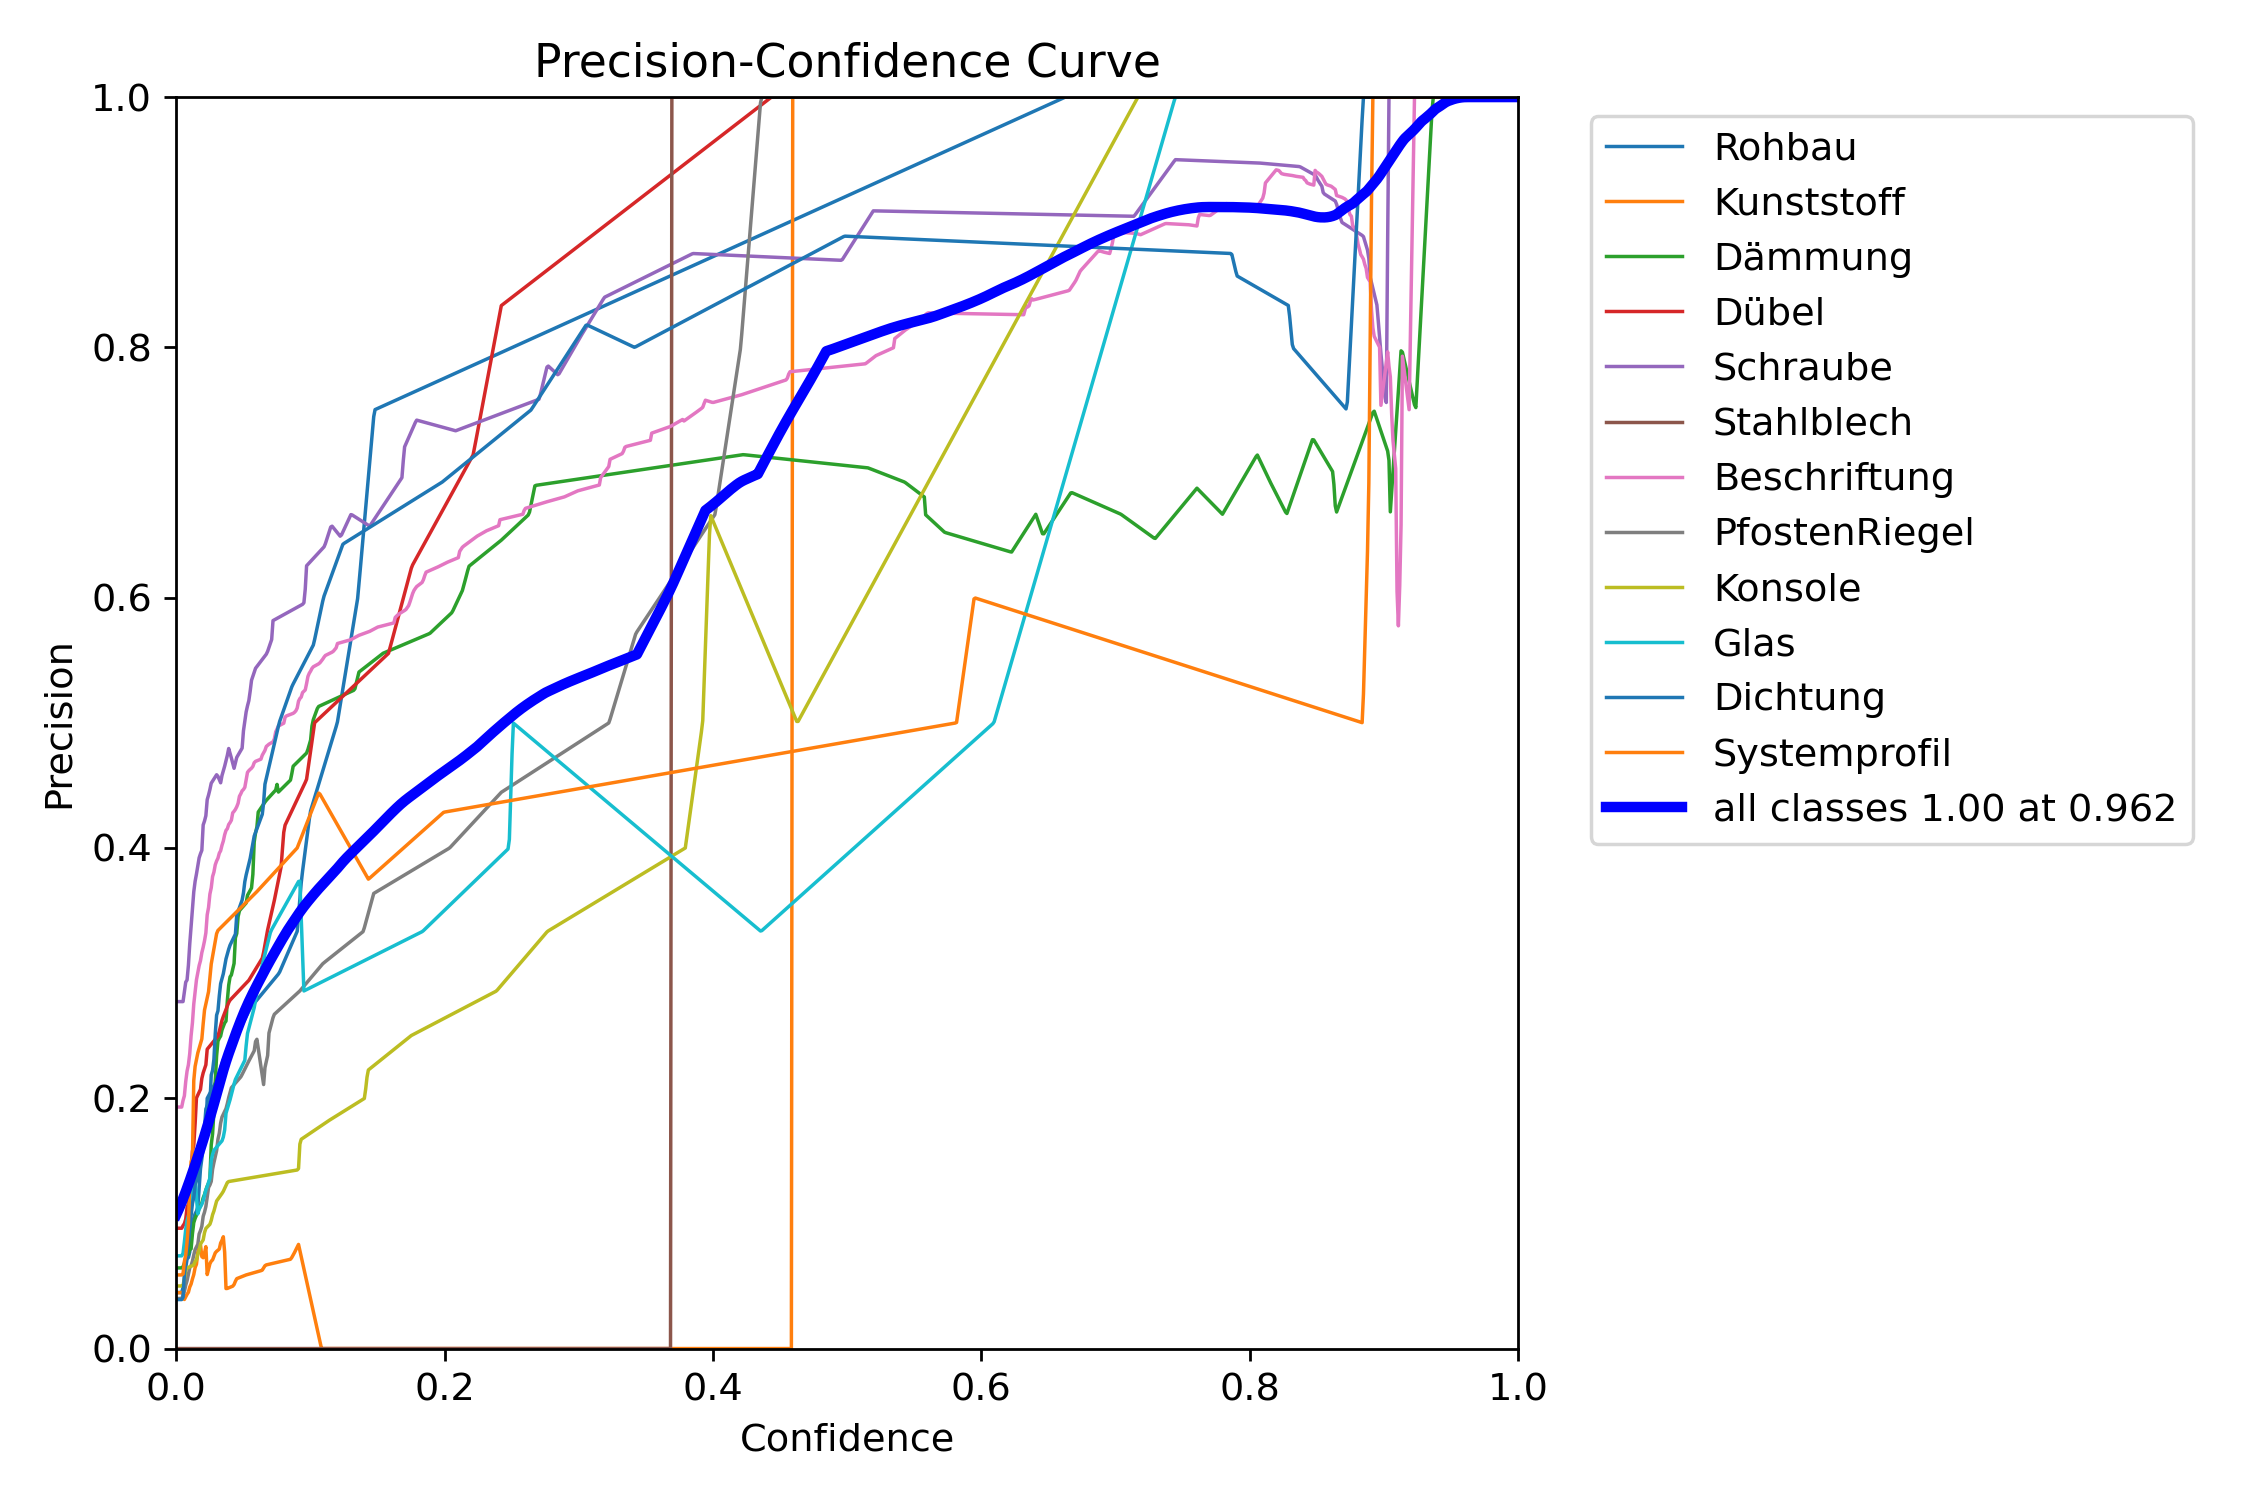 Precision-Confidence Curve
1.0
0.8
0.6
0.4
0.2
0.0
Precision
0.0 0.2 0.4 0.6 0.8 1.0
Confidence
Rohbau
Kunststoff
Dämmung
Dübel
Schraube
Stahlblech
Beschriftung
PfostenRiegel
Konsole
Glas
Dichtung
Systemprofil
all classes 1.00 at 0.962